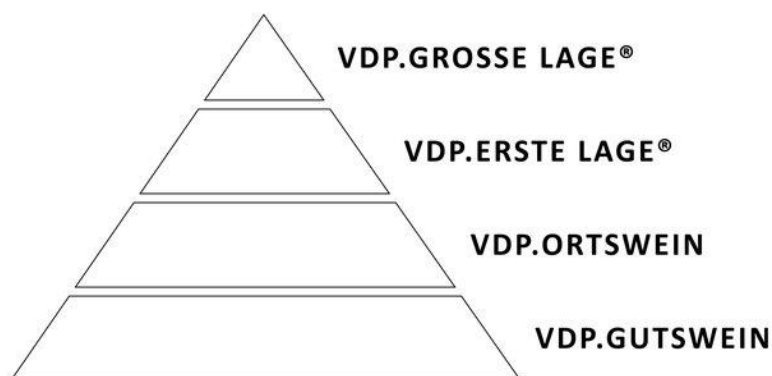 VDP.GROSSE LAGE®
VDP.ERSTE LAGE®
VDP.ORTSWEIN
VDP.GUTSWEIN